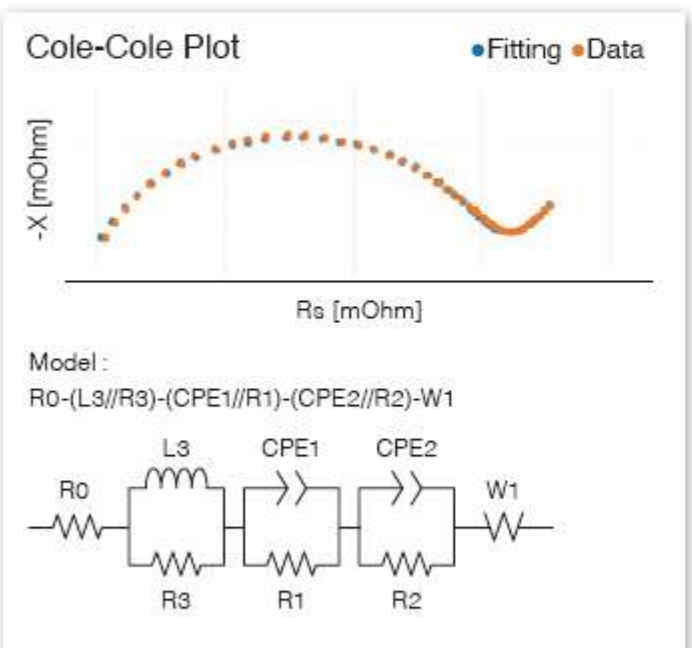 Cole-Cole Plot
Fitting Data
-X [mOhm]
Rs [mOhm]
Model :
R0-(L3//R3)-(CPE1//R1)-(CPE2//R2)-W1
L3 CPE1 CPE2
R0 W1
R3 R1 R2